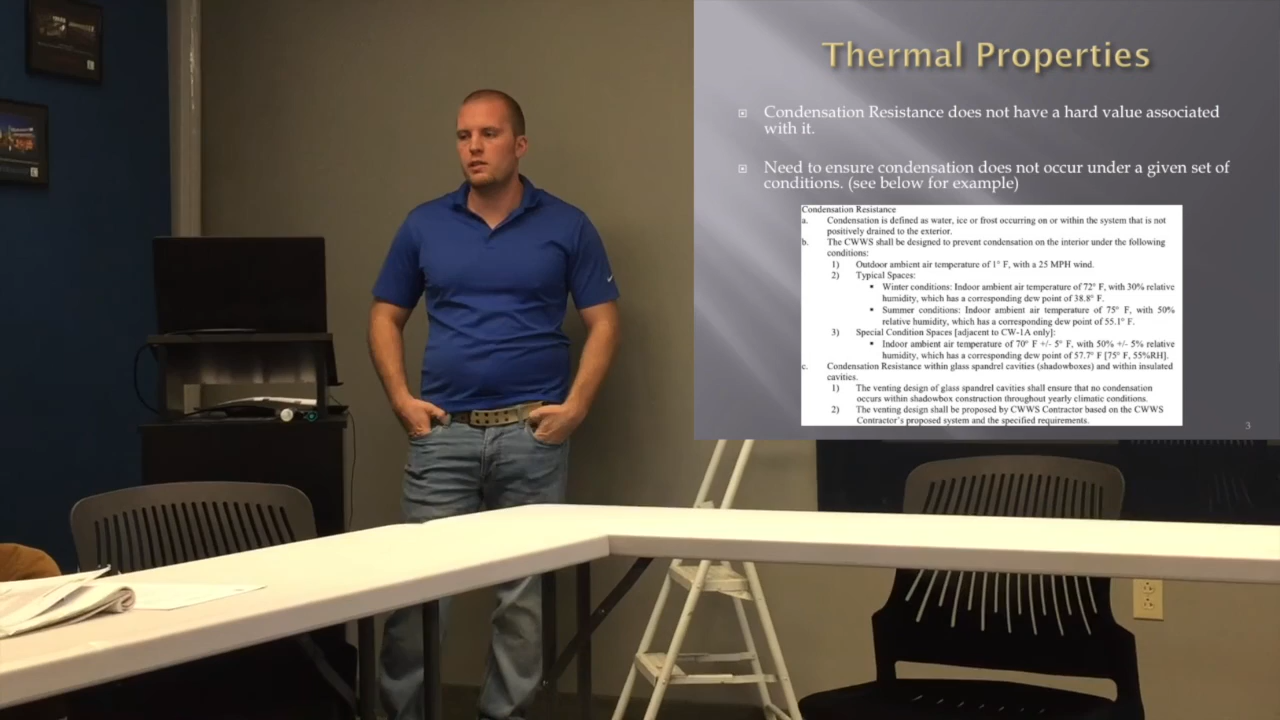 Thermal Properties
Condensation Resistance does not have a hard value associated
with it.
Need to ensure condensation does not occur under a given set of
conditions. (see below for example)
Condensation Resistance
a. Condensation is defined as water, ice or frost occurring on or within the system that is not
positively drained to the exterior.
b. The CWWS shall be designed to prevent condensation on the interior under the following
conditions:
1) Outdoor ambient air temperature of 1° F, with a 25 MPH wind.
2) Typical Spaces:
▪ Winter conditions: Indoor ambient air temperature of 72° F, with 30% relative
humidity, which has a corresponding dew point of 38.8° F.
▪ Summer conditions: Indoor ambient air temperature of 75° F, with 50%
relative humidity, which has a corresponding dew point of 55.1° F.
3) Special Condition Spaces [adjacent to CW-1A only]:
▪ Indoor ambient air temperature of 70° F +/- 5° F, with 50% +/- 5% relative
humidity, which has a corresponding dew point of 57.7° F [75° F, 55%RH].
c. Condensation Resistance within glass spandrel cavities (shadowboxes) and within insulated
cavities.
1) The venting design of glass spandrel cavities shall ensure that no condensation
occurs within shadowbox construction throughout yearly climatic conditions.
2) The venting design shall be proposed by CWWS Contractor based on the CWWS
Contractor's proposed system and the specified requirements.
3